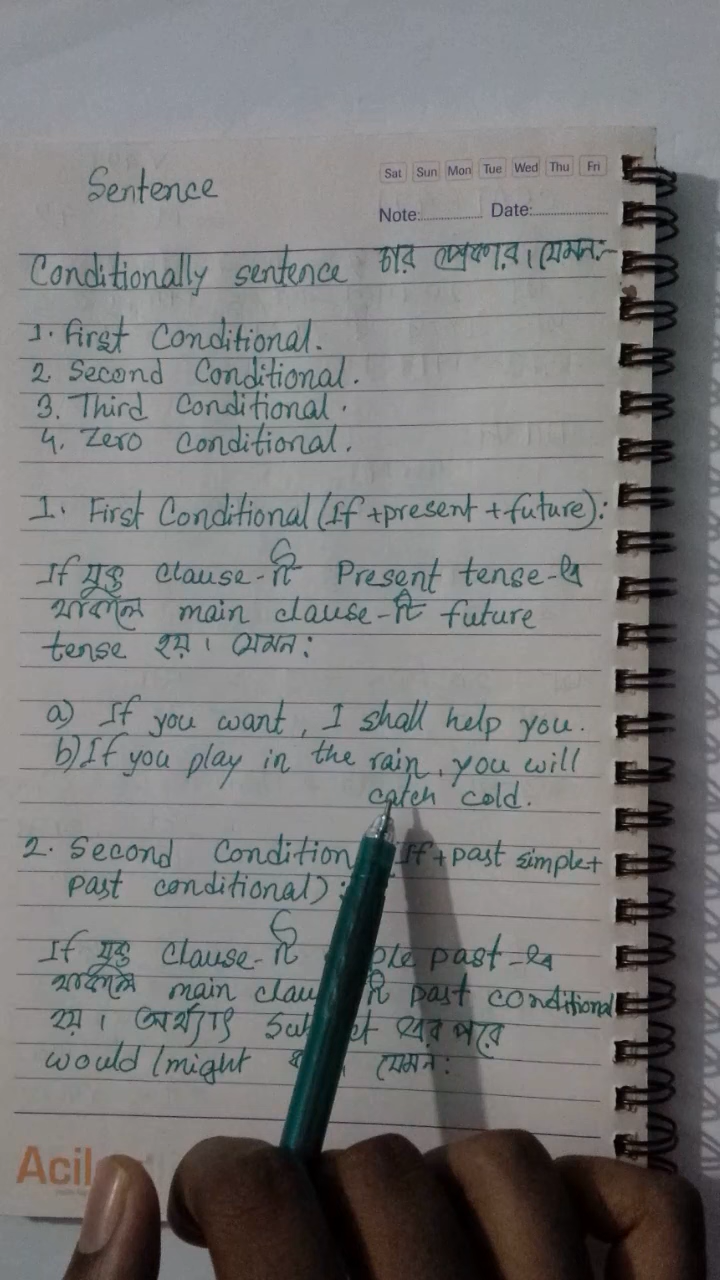 Sat Sun Mon Tue Wed Thu Fri
Sentence
Note: Date:
Conditionally sentence চার প্রকার। যেমন:-
1. First Conditional.
2. Second Conditional.
3. Third Conditional.
4. Zero Conditional.
1. First Conditional (If +present +future):
If যুক্ত clause-টি Present tense-এ
থাকলে main clause-টি future
tense হয়। যেমন:
a) If you want, I shall help you.
b) If you play in the rain, you will
catch cold.
2. Second Condition If + past simple+
past conditional):
If যুক্ত clause-টি ple past-এ
থাকলে main clau টি past conditional
হয়। অর্থ্যাৎ এর পরে
would/might যেমন:
Acil